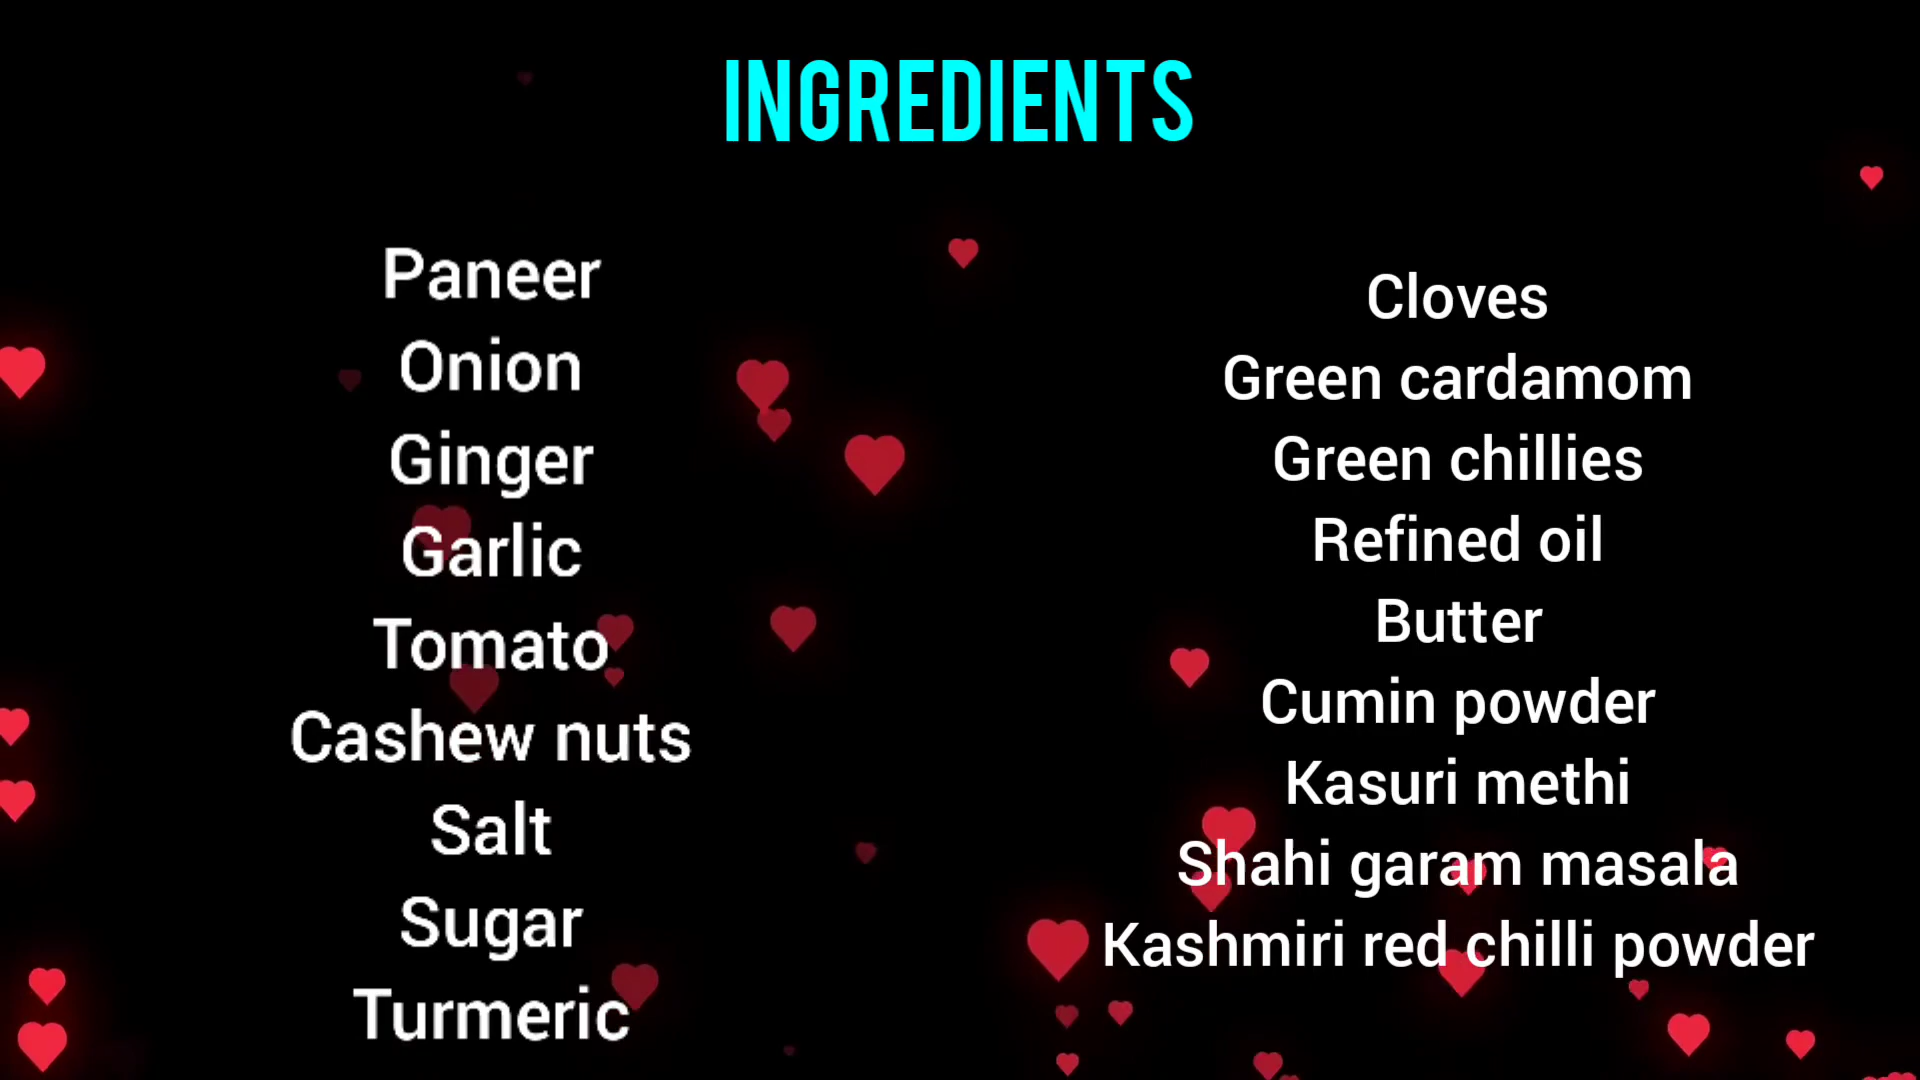 INGREDIENTS
Paneer
Onion
Ginger
Garlic
Tomato
Cashew nuts
Salt
Sugar
Turmeric
Cloves
Green cardamom
Green chillies
Refined oil
Butter
Cumin powder
Kasuri methi
Shahi garam masala
Kashmiri red chilli powder